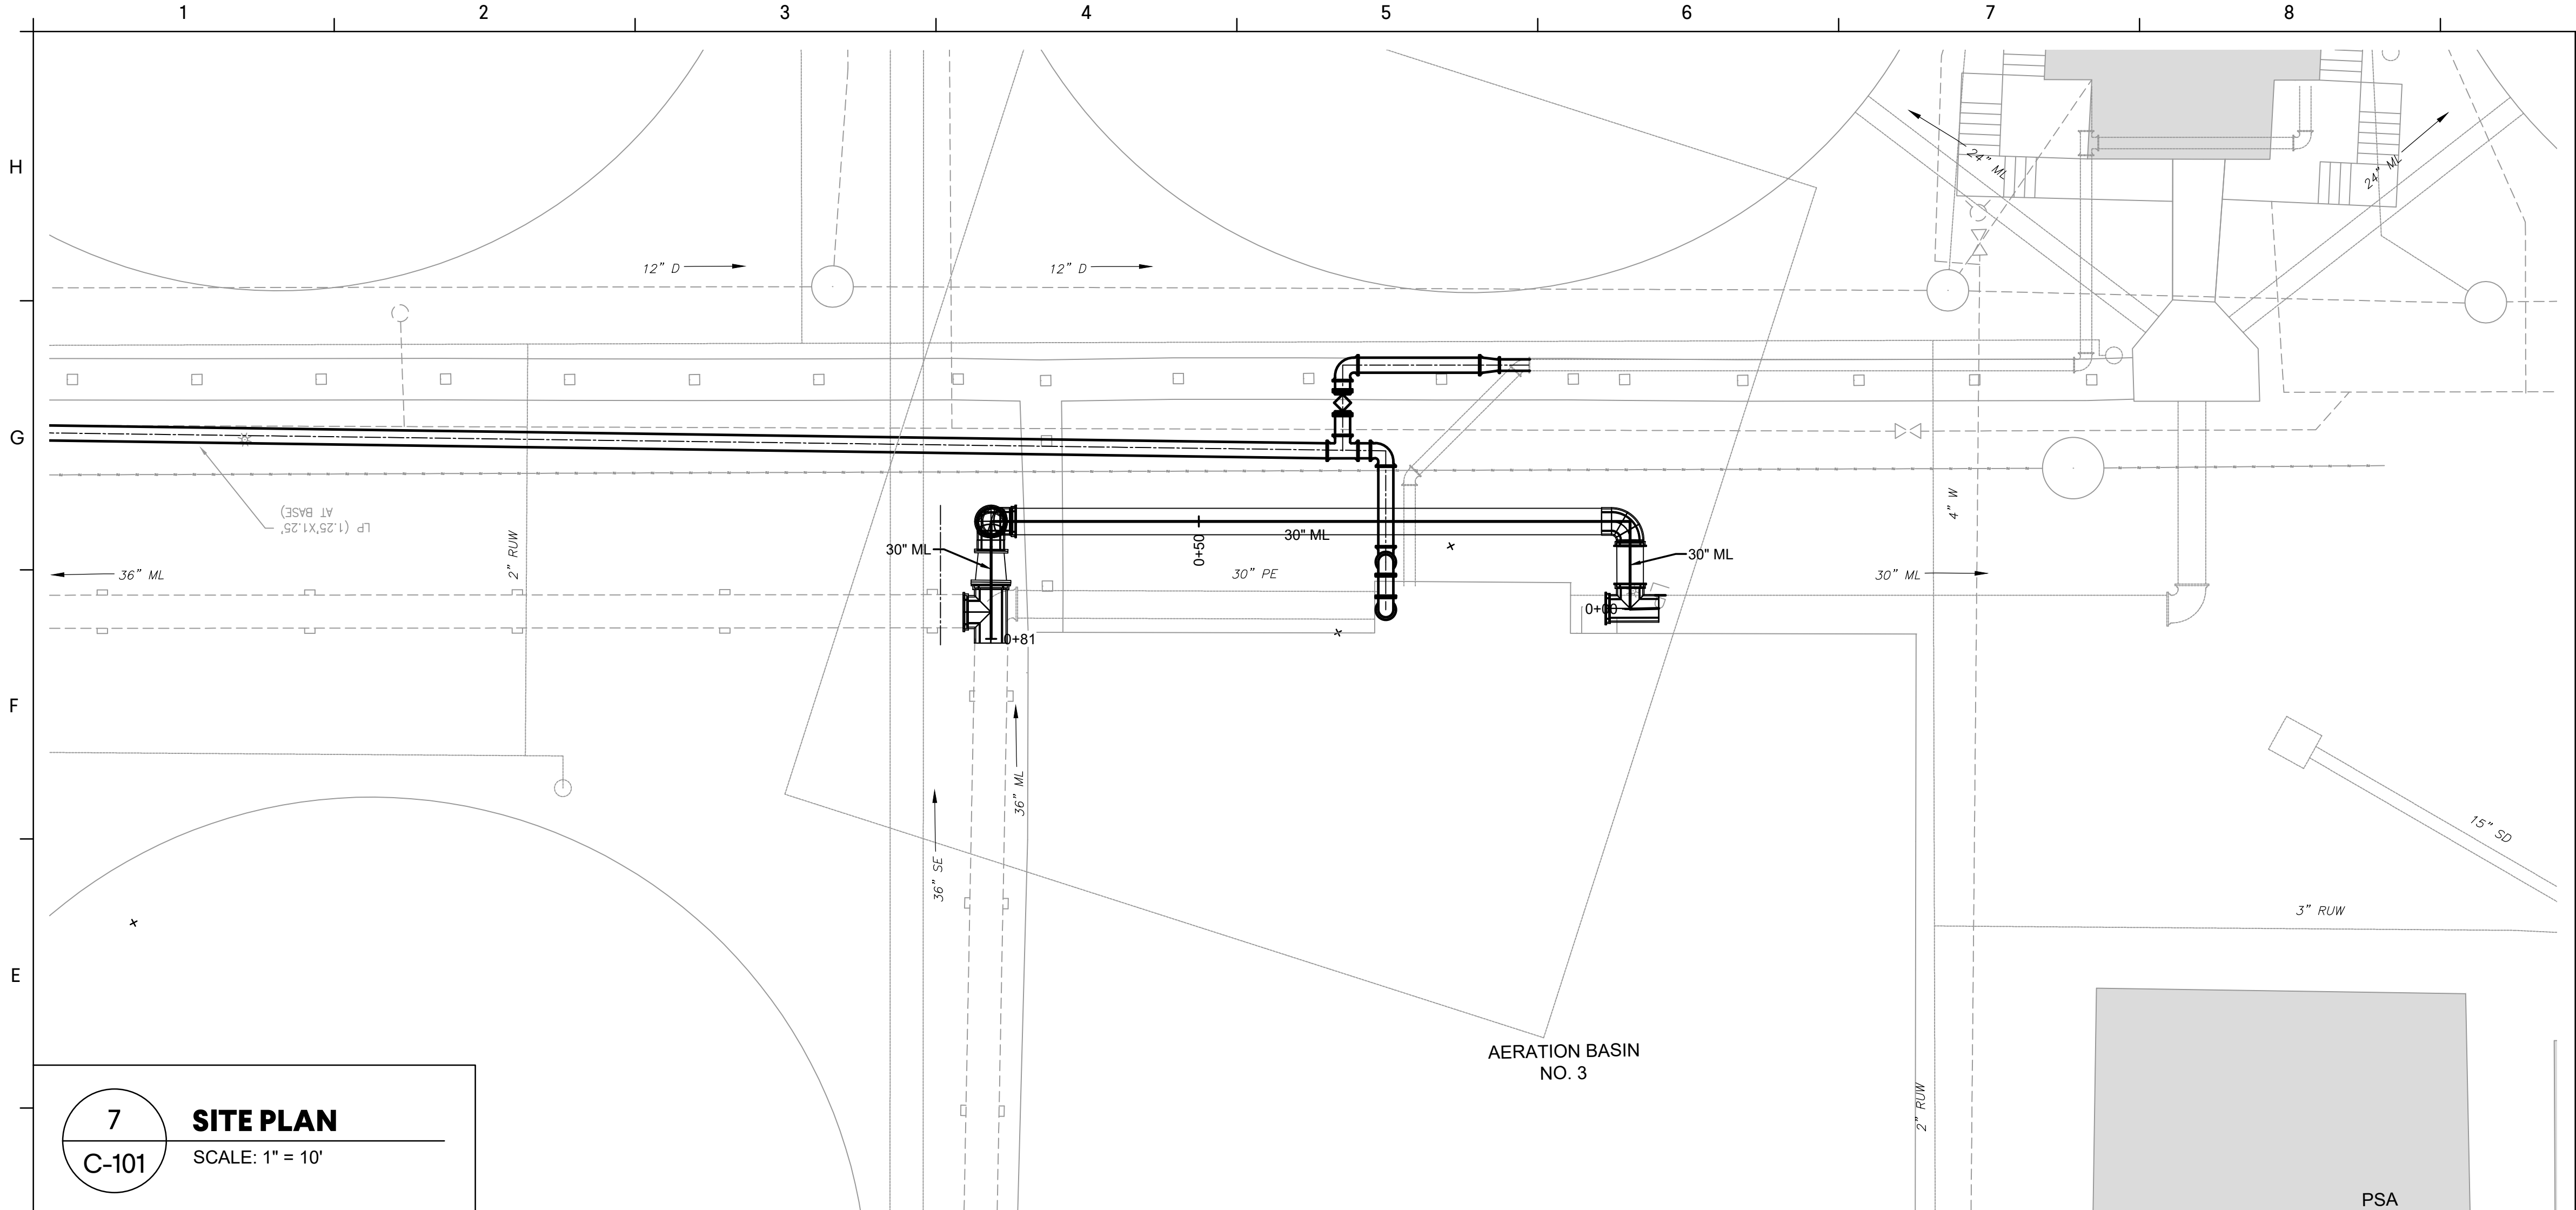 1 2 3 4 5 6 7 8
H
24" ML
24" ML
12" D
12" D
G
LP (1.25'X1.25'
AT BASE)
2" RUW
4" W
30" ML
0+50
30" ML
30" ML
36" ML
30" PE
30" ML
0+00
0+81
F
36" ML
36" SE
15" SD
3" RUW
E
AERATION BASIN
NO. 3
2" RUW
7
C-101
SITE PLAN
SCALE: 1" = 10'
PSA